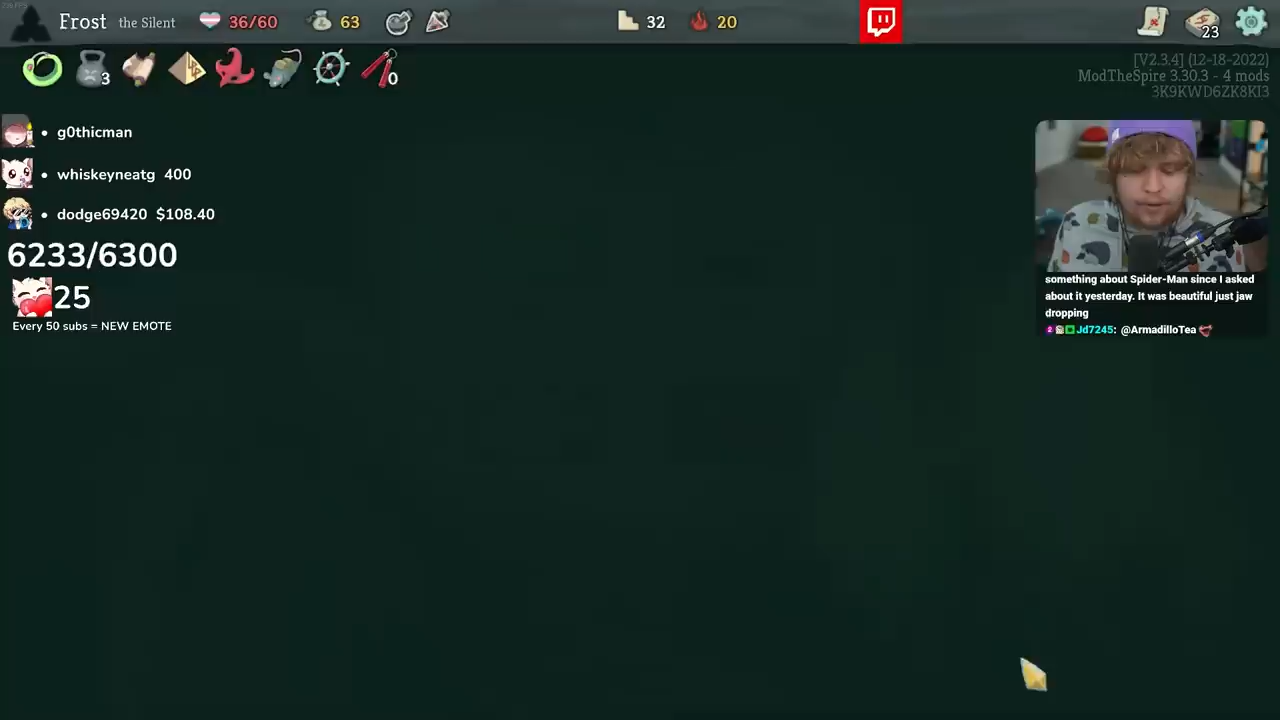 Frost the Silent 36/60 63 32 20 23
3 0
[V2.3.4] (12-18-2022)
ModTheSpire 3.30.3 - 4 mods
3K9KWD6ZK8KI3
• g0thicman
• whiskeyneatg 400
• dodge69420 $108.40
6233/6300
25
Every 50 subs = NEW EMOTE
something about Spider-Man since I asked
about it yesterday. It was beautiful just jaw
dropping
Jd7245: @ArmadilloTea